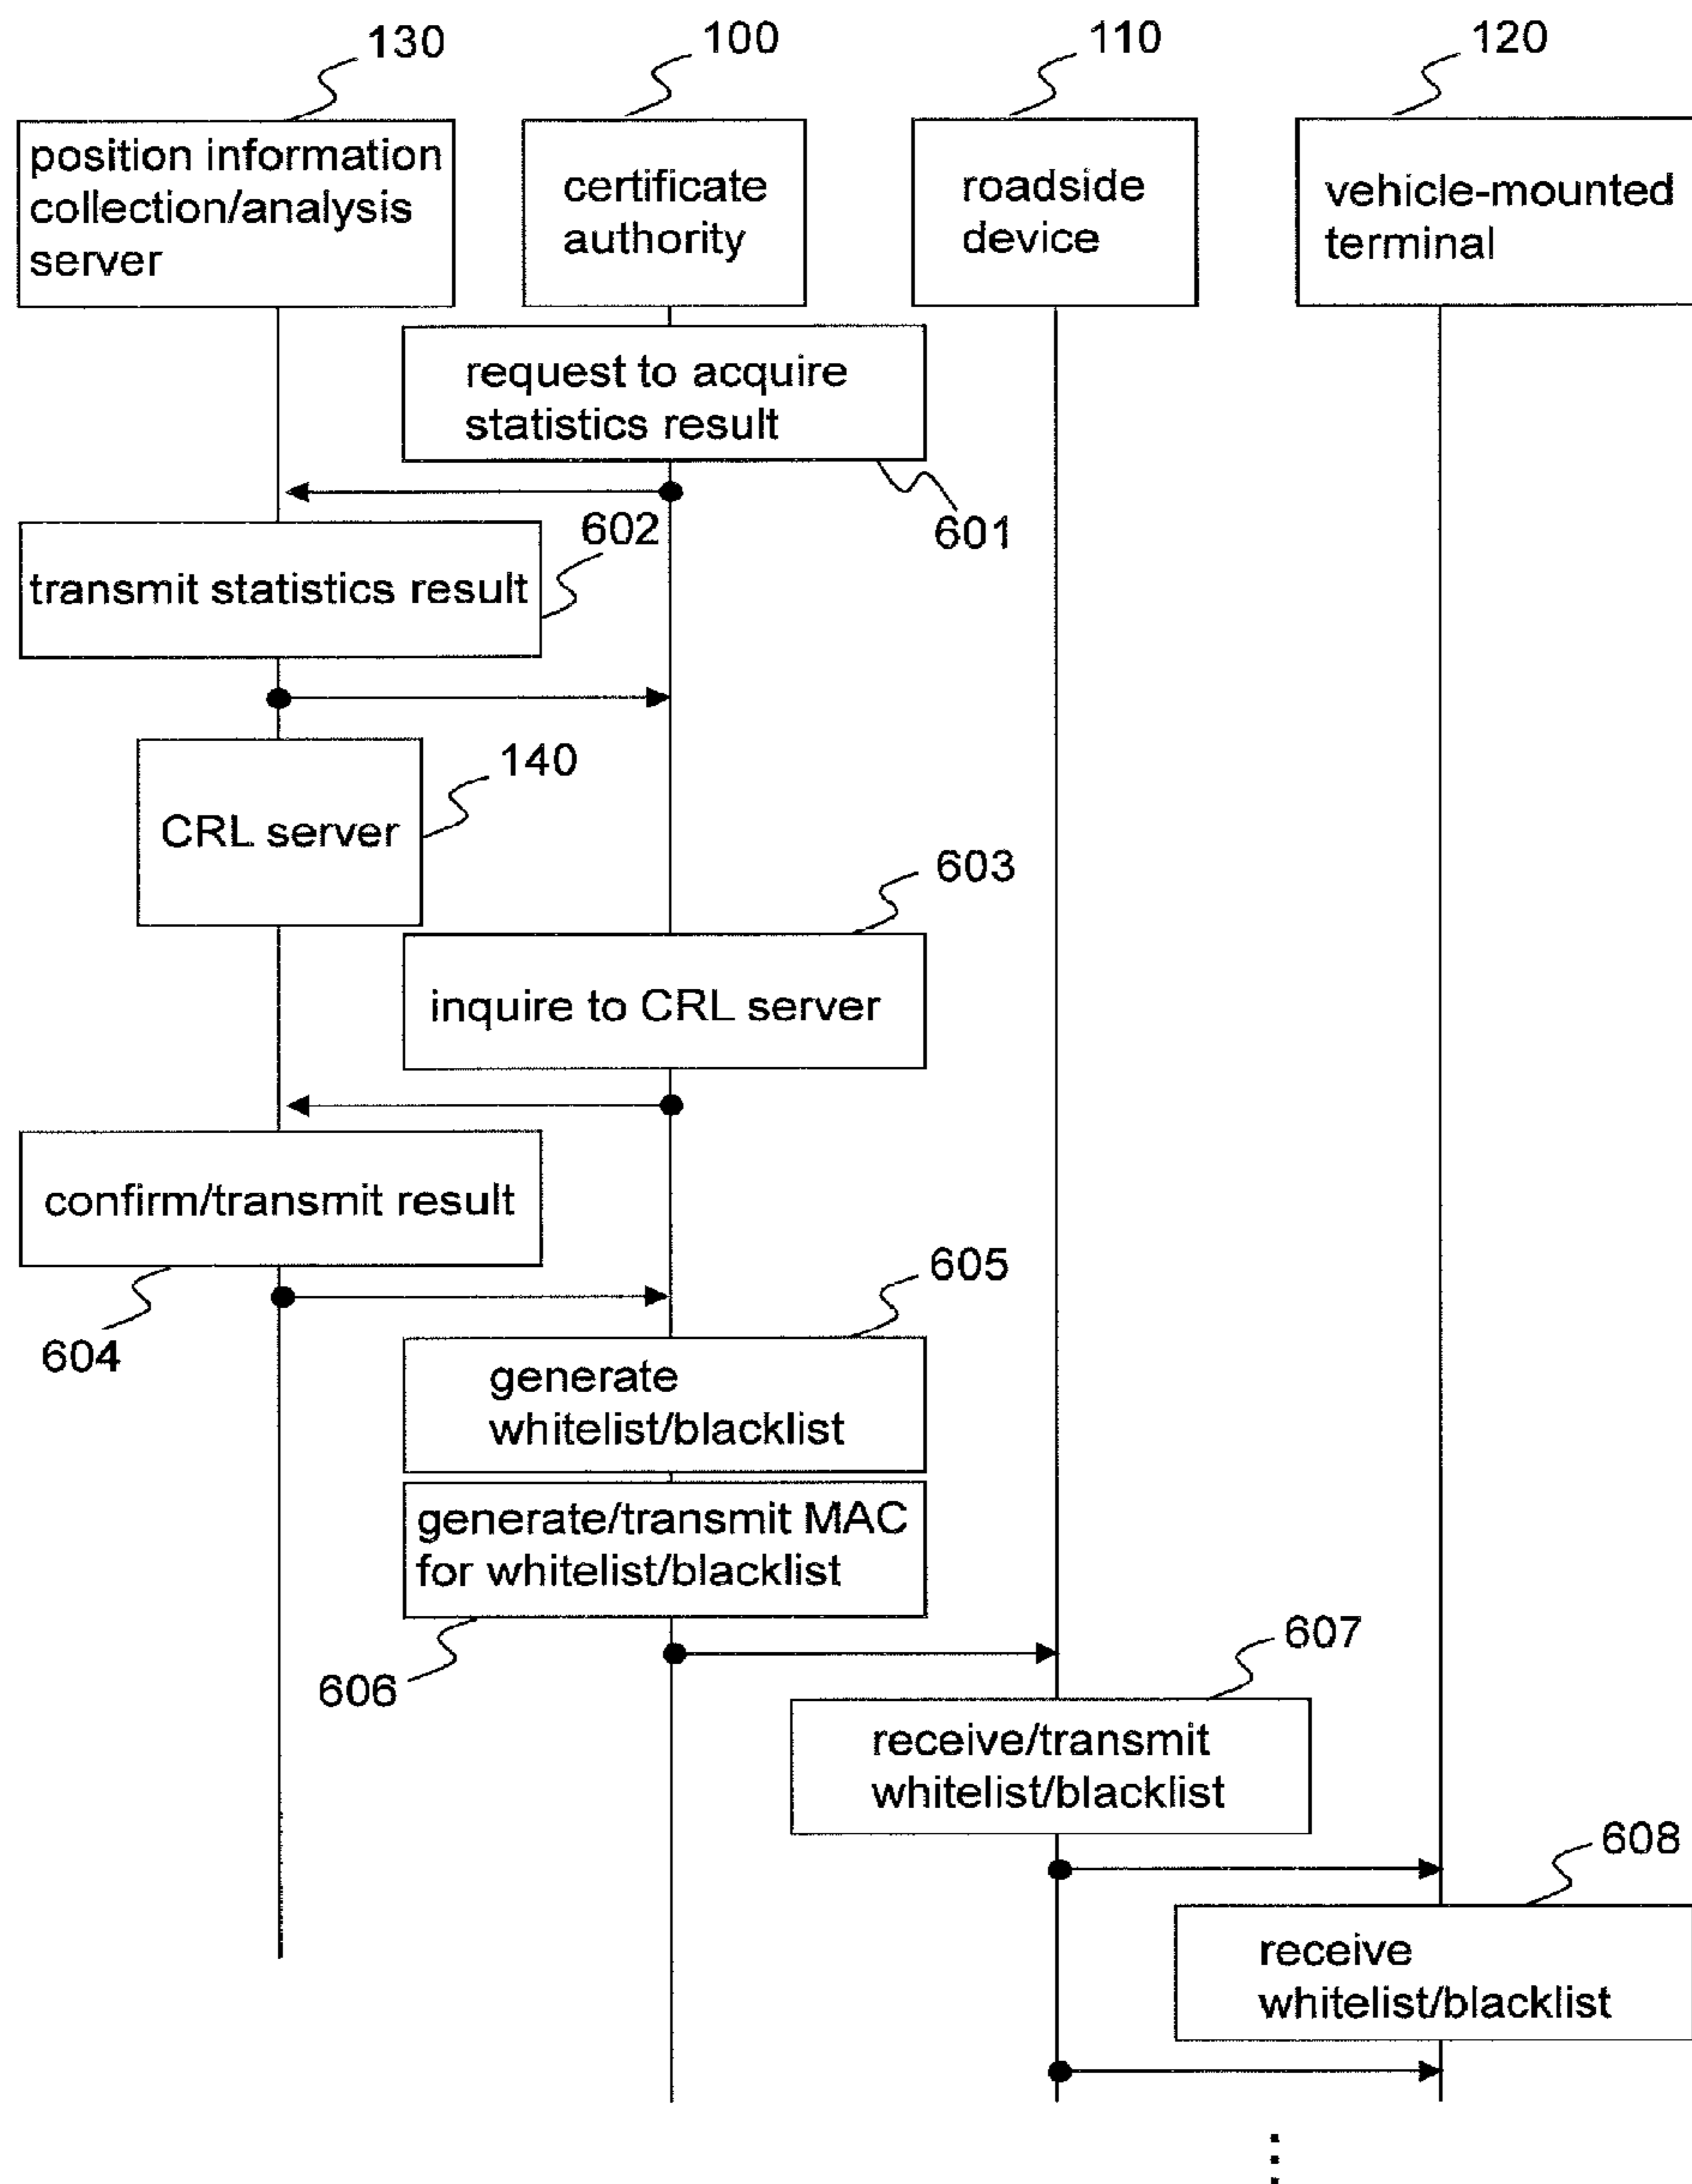 130
100
110
120
position information
collection/analysis
server
certificate
authority
roadside
device
vehicle-mounted
terminal
request to acquire
statistics result
601
602
transmit statistics result
140
CRL server
603
inquire to CRL server
confirm/transmit result
604
605
generate
whitelist/blacklist
generate/transmit MAC
for whitelist/blacklist
606
607
receive/transmit
whitelist/blacklist
608
receive
whitelist/blacklist